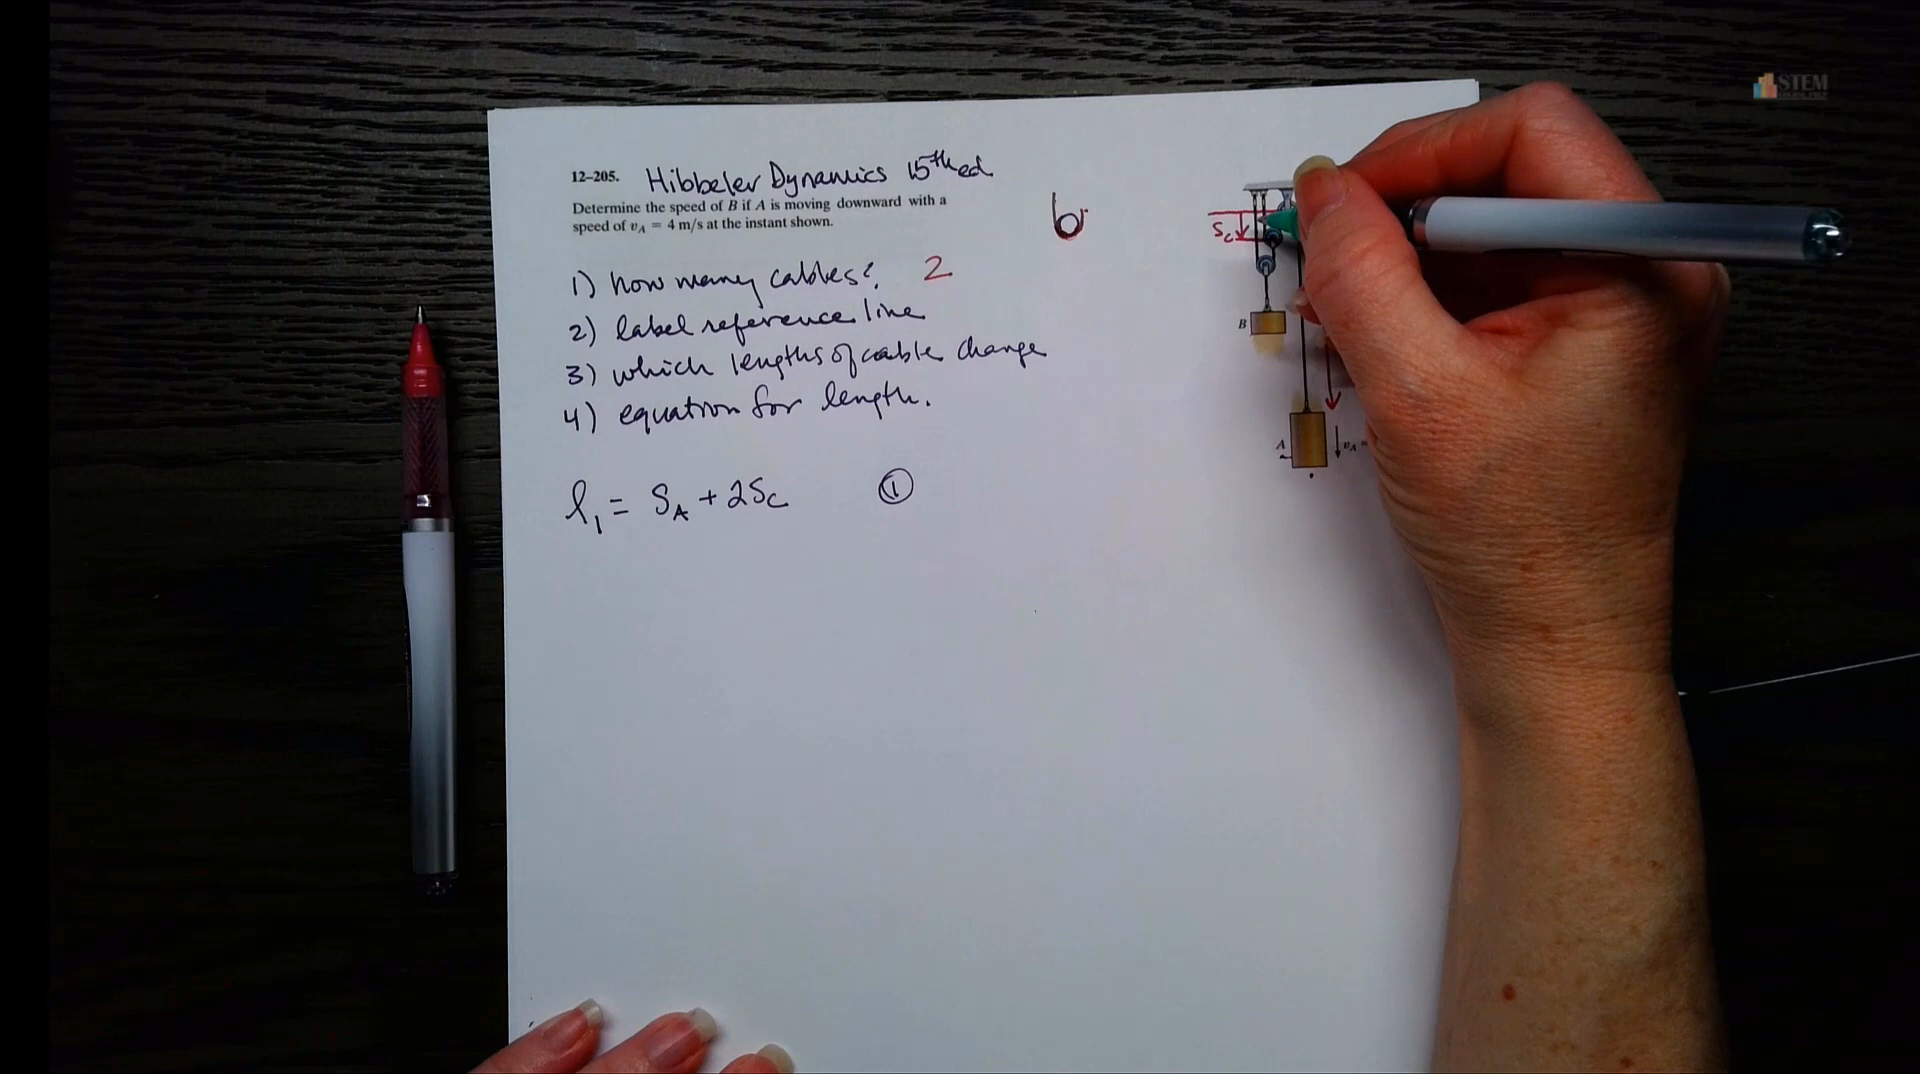 STEM
12–205. Hibbeler Dynamics 15th ed
Determine the speed of B if A is moving downward with a
speed of vA = 4 m/s at the instant shown.
1) how many cables? 2
2) label reference line
3) which lengths of cable change
4) equation for length.
l1 = SA + 2SC ①
b
SC
B
A
vA =